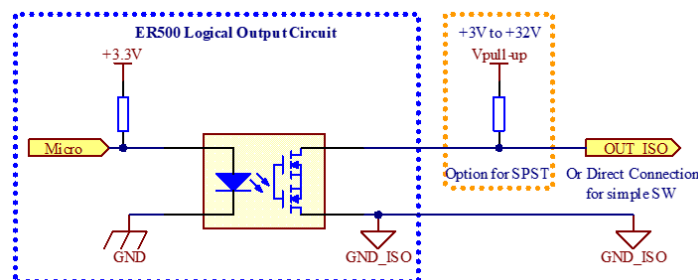 ER500 Logical Output Circuit
+3.3V
+3V to +32V
Vpull-up
Micro
OUT_ISO
Option for SPST
Or Direct Connection
for simple SW
GND
GND_ISO
GND_ISO